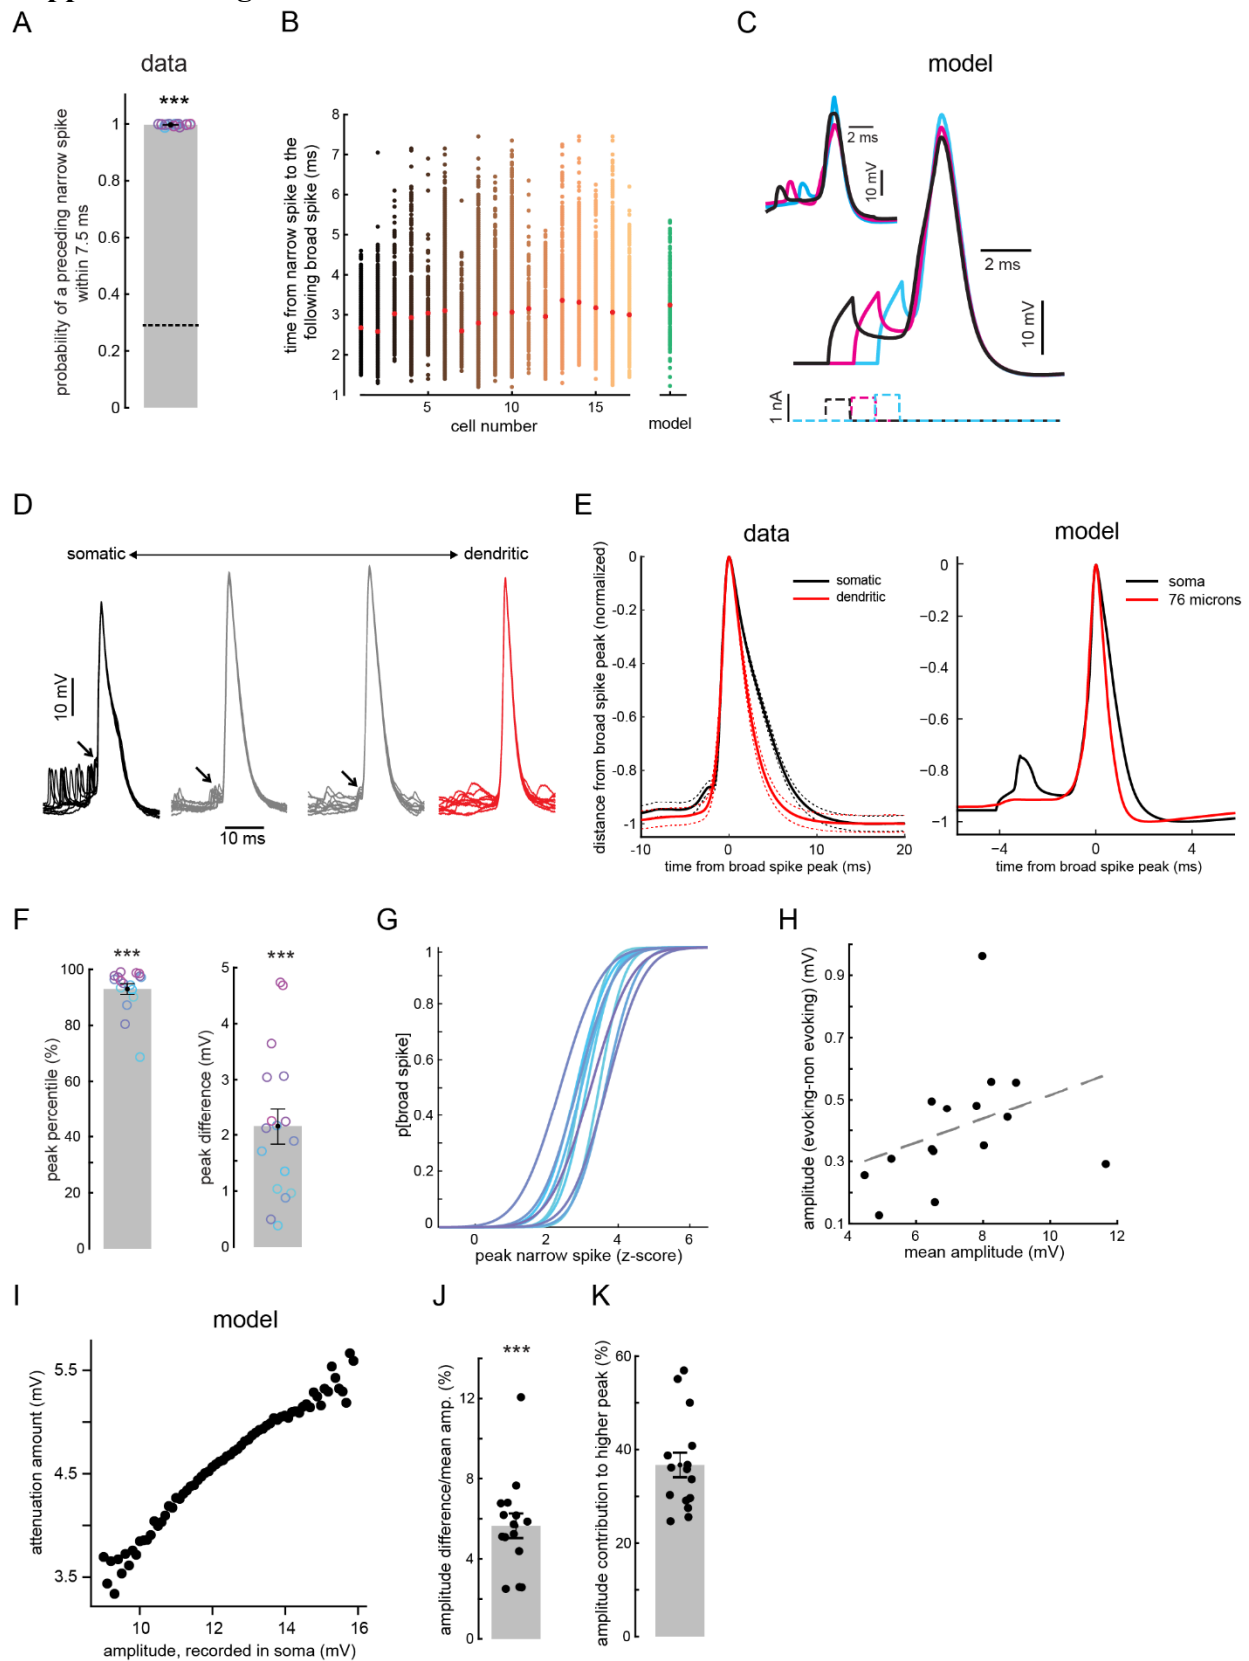 A
data
***
probability of a preceding narrow spike
within 7.5 ms
1
0.8
0.6
0.4
0.2
0
B
time from narrow spike to the
following broad spike (ms)
8
7
6
5
4
3
2
1
5
10
15
cell number
model
C
model
2 ms
10 mV
2 ms
10 mV
1 nA
D
somatic
dendritic
10 mV
10 ms
E
data
somatic
dendritic
distance from broad spike peak (normalized)
0
-0.2
-0.4
-0.6
-0.8
-1
-10
0
10
20
time from broad spike peak (ms)
model
soma
76 microns
0
−0.2
−0.4
−0.6
−0.8
−1
−4
0
4
time from broad spike peak (ms)
F
***
peak percentile (%)
100
80
60
40
20
0
***
peak difference (mV)
5
4
3
2
1
0
G
p[broad spike]
1
0.8
0.6
0.4
0.2
0
0
2
4
6
peak narrow spike (z-score)
H
amplitude (evoking-non evoking) (mV)
0.9
0.7
0.5
0.3
0.1
4
6
8
10
12
mean amplitude (mV)
I
model
attenuation amount (mV)
5.5
4.5
3.5
10
12
14
16
amplitude, recorded in soma (mV)
J
***
amplitude difference/mean amp. (%)
12
8
4
0
K
amplitude contribution to higher peak (%)
60
40
20
0